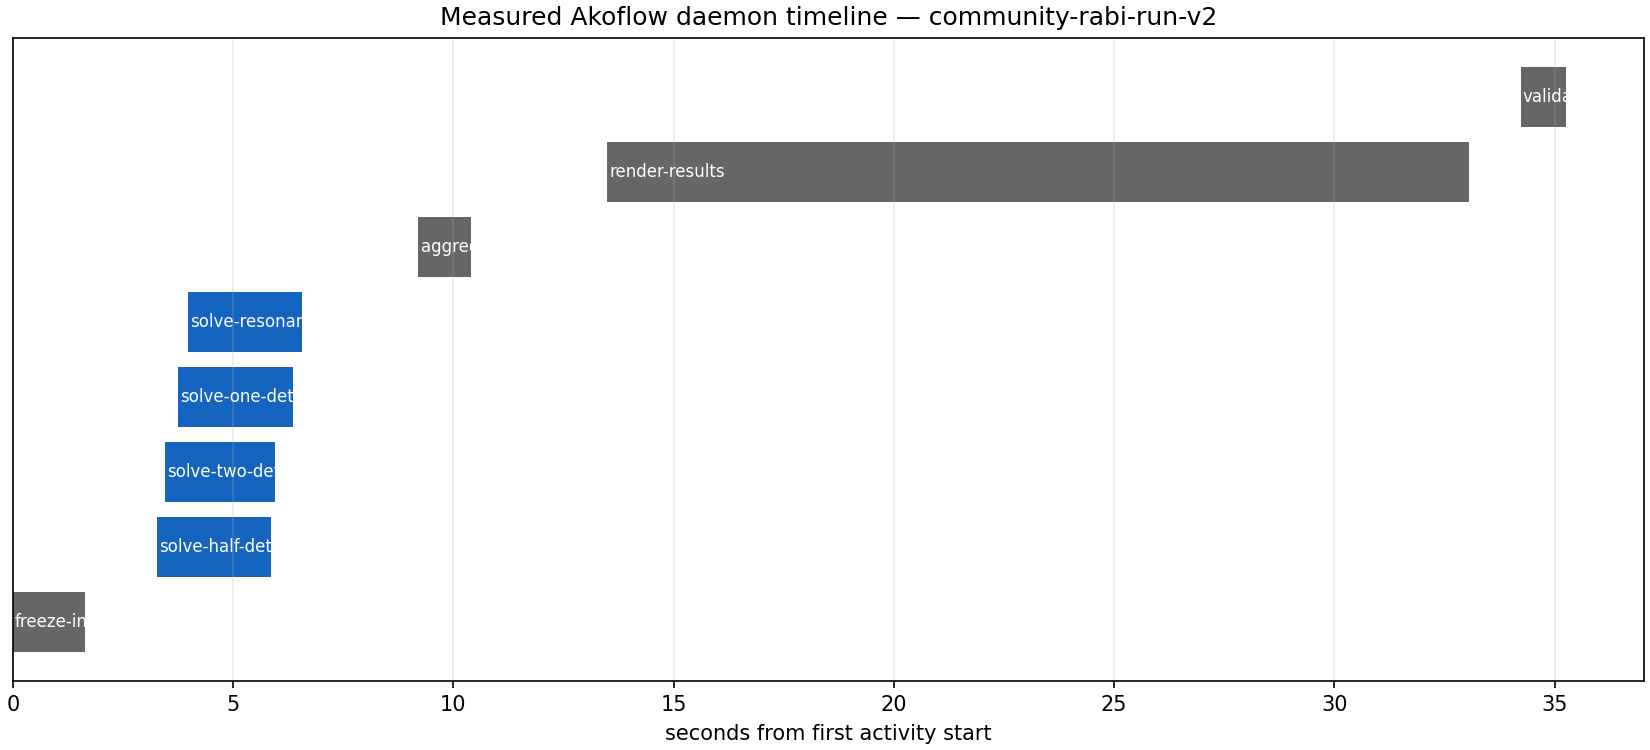 Measured Akoflow daemon timeline — community-rabi-run-v2
valida
render-results
aggreg
solve-resonan
solve-one-det
solve-two-det
solve-half-det
freeze-in
0 5 10 15 20 25 30 35
seconds from first activity start